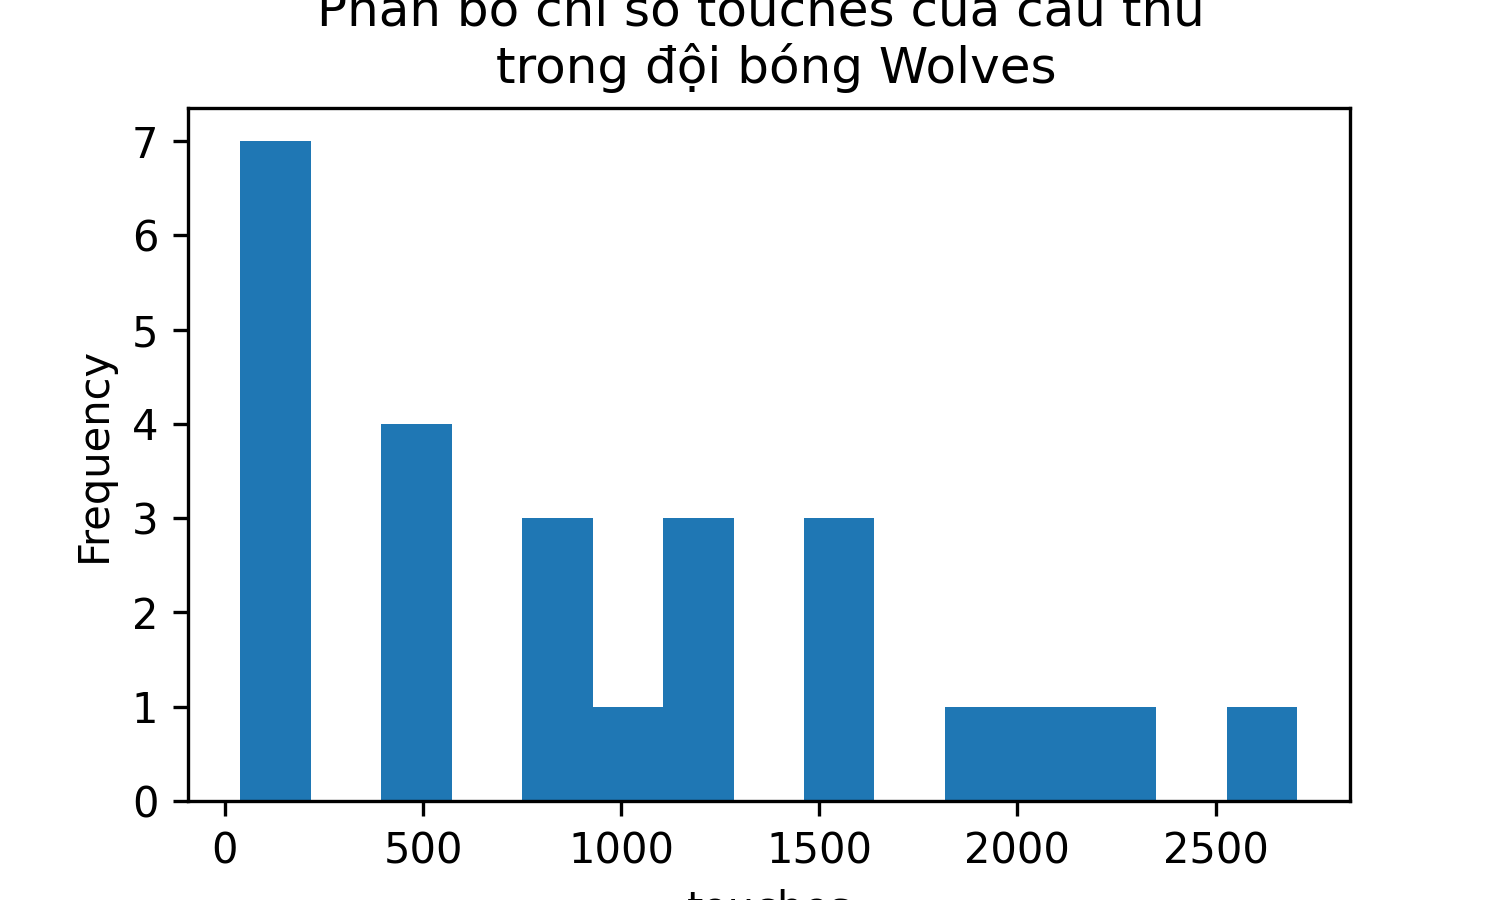 Phân bố chỉ số touches của cầu thủ
trong đội bóng Wolves
7
6
5
4
3
2
1
0
Frequency
0 500 1000 1500 2000 2500
touches